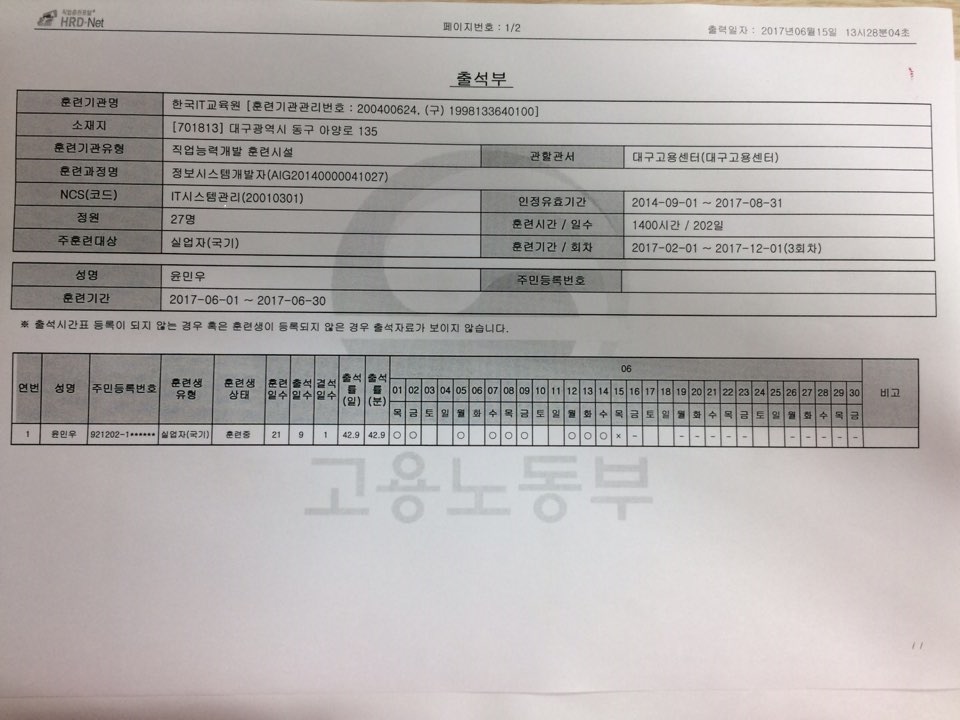 직업훈련포털
HRD-Net
페이지번호 : 1/2
출력일자 : 2017년06월15일 13시28분04초
출석부
훈련기관명 한국IT교육원 [훈련기관관리번호 : 200400624, (구) 1998133640100]
소재지 [701813] 대구광역시 동구 아양로 135
훈련기관유형 직업능력개발 훈련시설 관할관서 대구고용센터(대구고용센터)
훈련과정명 정보시스템개발자(AIG20140000041027)
NCS(코드) IT시스템관리(20010301) 인정유효기간 2014-09-01 ~ 2017-08-31
정원 27명 훈련시간 / 일수 1400시간 / 202일
주훈련대상 실업자(국기) 훈련기간 / 회차 2017-02-01 ~ 2017-12-01(3회차)
성명 윤민우 주민등록번호
훈련기간 2017-06-01 ~ 2017-06-30
※ 출석시간표 등록이 되지 않는 경우 혹은 훈련생이 등록되지 않은 경우 출석자료가 보이지 않습니다.
연번 성명 주민등록번호 훈련생유형 훈련생상태 훈련일수 출석일수 결석일수 출석률(일) 출석률(분) 06 비고
01 02 03 04 05 06 07 08 09 10 11 12 13 14 15 16 17 18 19 20 21 22 23 24 25 26 27 28 29 30
목 금 토 일 월 화 수 목 금 토 일 월 화 수 목 금 토 일 월 화 수 목 금 토 일 월 화 수 목 금
1 윤민우 921202-1****** 실업자(국기) 훈련중 21 9 1 42.9 42.9 ○ ○ ○ ○ ○ ○ ○ ○ ○ × - - - - - - - - - - -
고용노동부